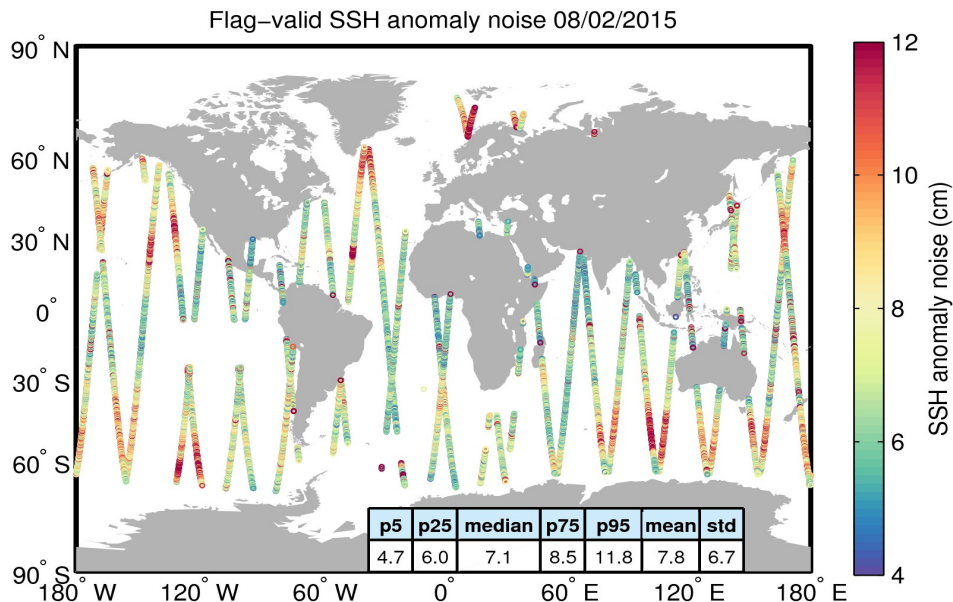 Flag−valid SSH anomaly noise 08/02/2015
90° N
60° N
30° N
0°
30° S
60° S
90° S
180° W
120° W
60° W
0°
60° E
120° E
180° E
p5 p25 median p75 p95 mean std
4.7 6.0 7.1 8.5 11.8 7.8 6.7
12
10
8
6
4
SSH anomaly noise (cm)